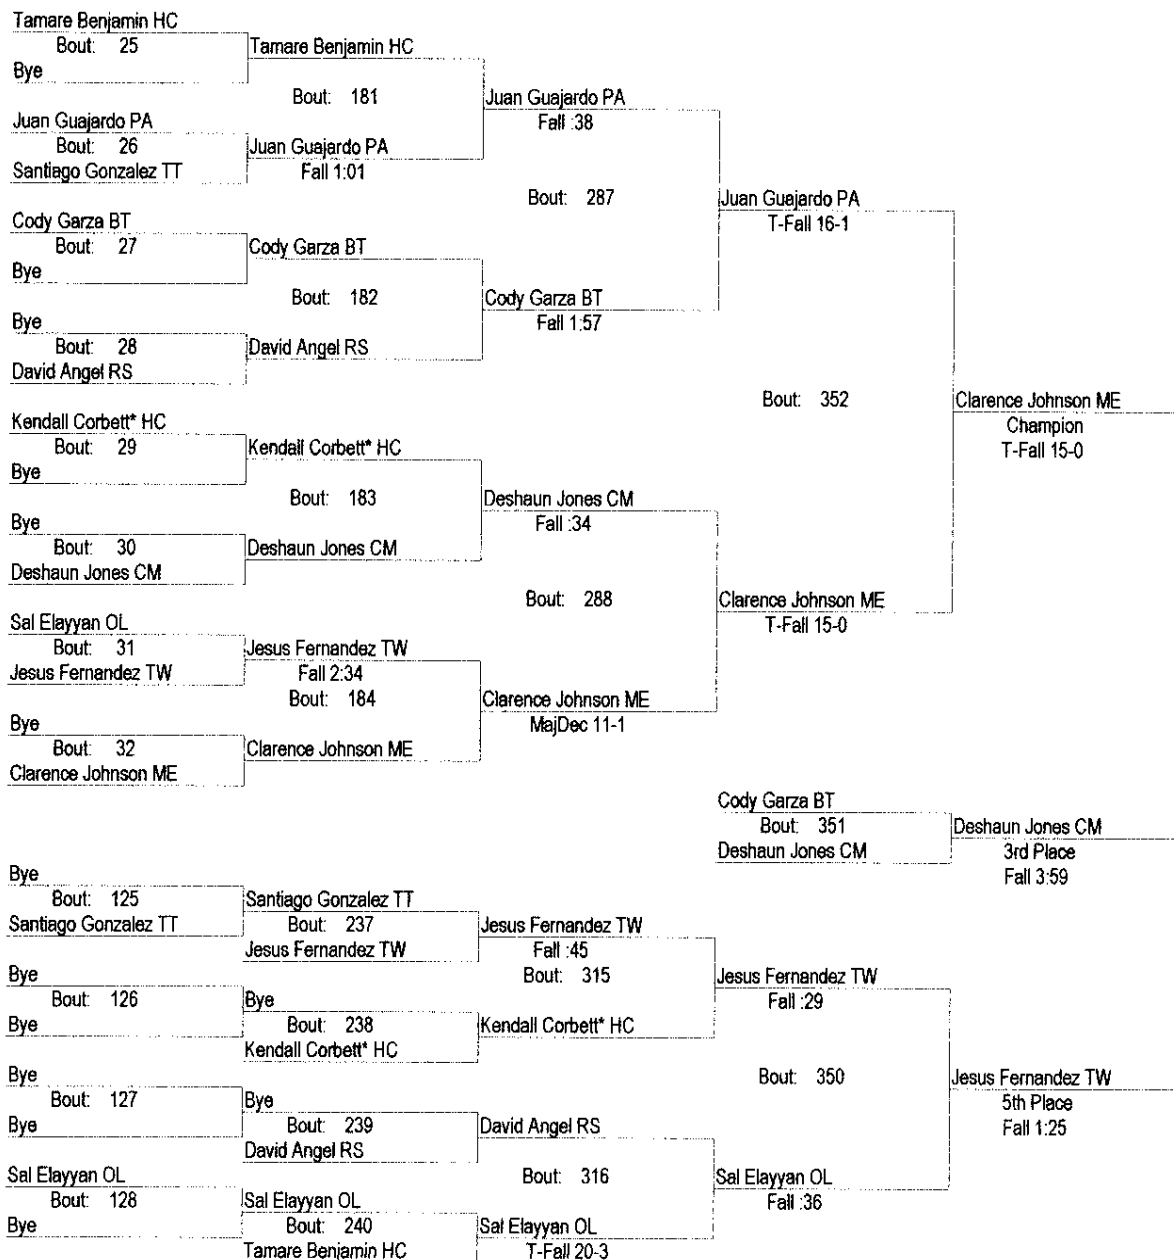 Tamare Benjamin HC
Bout: 25
Bye
Tamare Benjamin HC
Bout: 181
Juan Guajardo PA
Bout: 26
Santiago Gonzalez TT
Juan Guajardo PA
Fall 1:01
Juan Guajardo PA
Fall :38
Bout: 287
Cody Garza BT
Bout: 27
Bye
Cody Garza BT
Bout: 182
Bye
Bout: 28
David Angel RS
David Angel RS
Cody Garza BT
Fall 1:57
Juan Guajardo PA
T-Fall 16-1
Bout: 352
Kendall Corbett* HC
Bout: 29
Bye
Kendall Corbett* HC
Bout: 183
Bye
Bout: 30
Deshaun Jones CM
Deshaun Jones CM
Deshaun Jones CM
Fall :34
Bout: 288
Sal Elayyan OL
Bout: 31
Jesus Fernandez TW
Jesus Fernandez TW
Fall 2:34
Bout: 184
Bye
Bout: 32
Clarence Johnson ME
Clarence Johnson ME
Clarence Johnson ME
MajDec 11-1
Clarence Johnson ME
T-Fall 15-0
Clarence Johnson ME
Champion
T-Fall 15-0
Cody Garza BT
Bout: 351
Deshaun Jones CM
Deshaun Jones CM
3rd Place
Fall 3:59
Bye
Bout: 125
Santiago Gonzalez TT
Santiago Gonzalez TT
Bout: 237
Jesus Fernandez TW
Jesus Fernandez TW
Fall :45
Bout: 315
Bye
Bout: 126
Bye
Bye
Bout: 238
Kendall Corbett* HC
Kendall Corbett* HC
Jesus Fernandez TW
Fall :29
Bout: 350
Bye
Bout: 127
Bye
Bye
Bout: 239
David Angel RS
David Angel RS
Bout: 316
Sal Elayyan OL
Bout: 128
Bye
Sal Elayyan OL
Bout: 240
Tamare Benjamin HC
Sal Elayyan OL
T-Fall 20-3
Sal Elayyan OL
Fall :36
Jesus Fernandez TW
5th Place
Fall 1:25